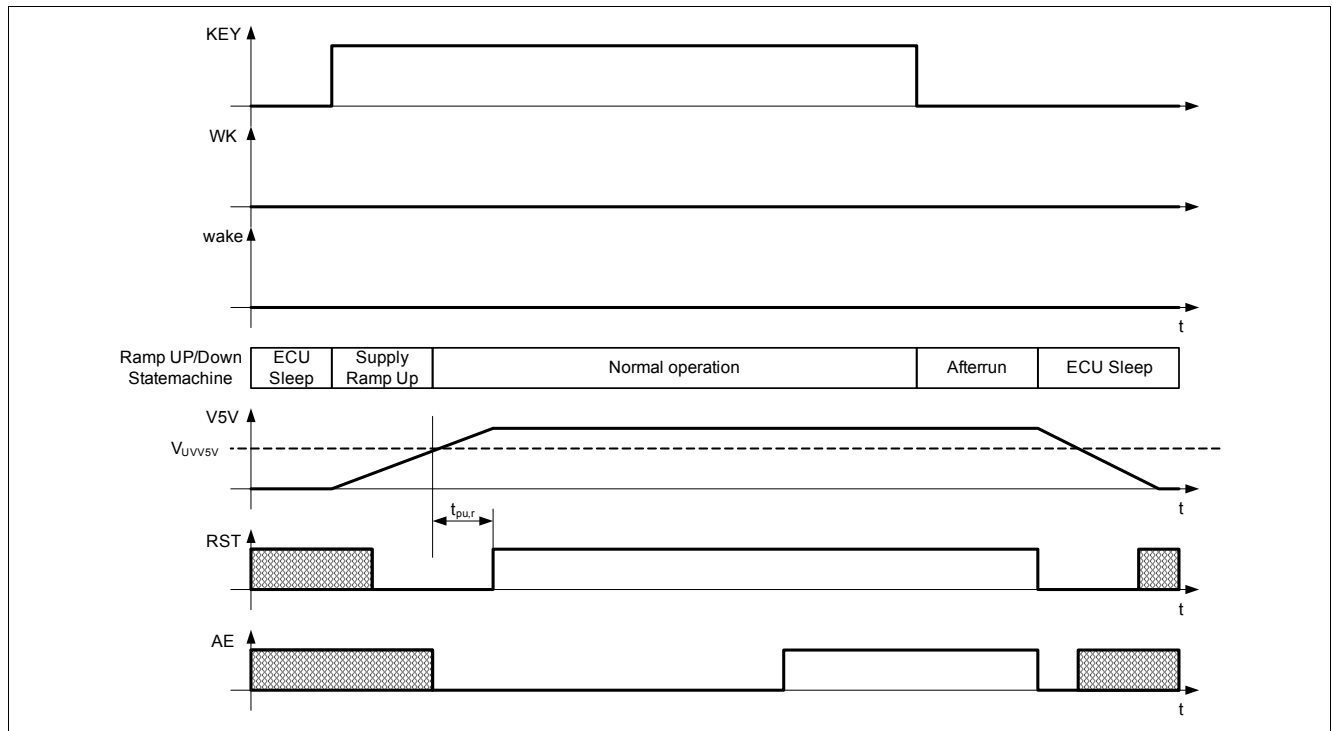 KEY
WK
wake
t
Ramp UP/Down
Statemachine
ECU
Sleep
Supply
Ramp Up
Normal operation
Afterrun
ECU Sleep
V5V
VUVV5V
t
tpu,r
RST
t
AE
t